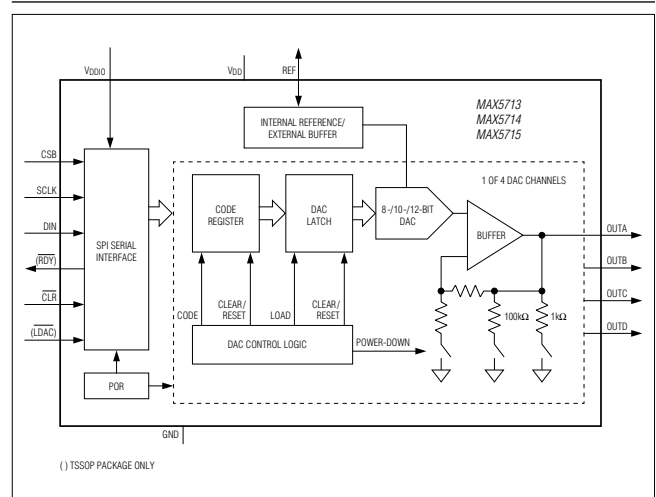 VDDIO
VDD
REF
INTERNAL REFERENCE/
EXTERNAL BUFFER
MAX5713
MAX5714
MAX5715
CSB
SCLK
DIN
(RDY)
CLR
(LDAC)
SPI SERIAL
INTERFACE
POR
1 OF 4 DAC CHANNELS
CODE
REGISTER
DAC
LATCH
8-/10-/12-BIT
DAC
BUFFER
OUTA
OUTB
OUTC
OUTD
CODE
CLEAR/
RESET
LOAD
CLEAR/
RESET
100kΩ
1kΩ
DAC CONTROL LOGIC
POWER-DOWN
GND
( ) TSSOP PACKAGE ONLY